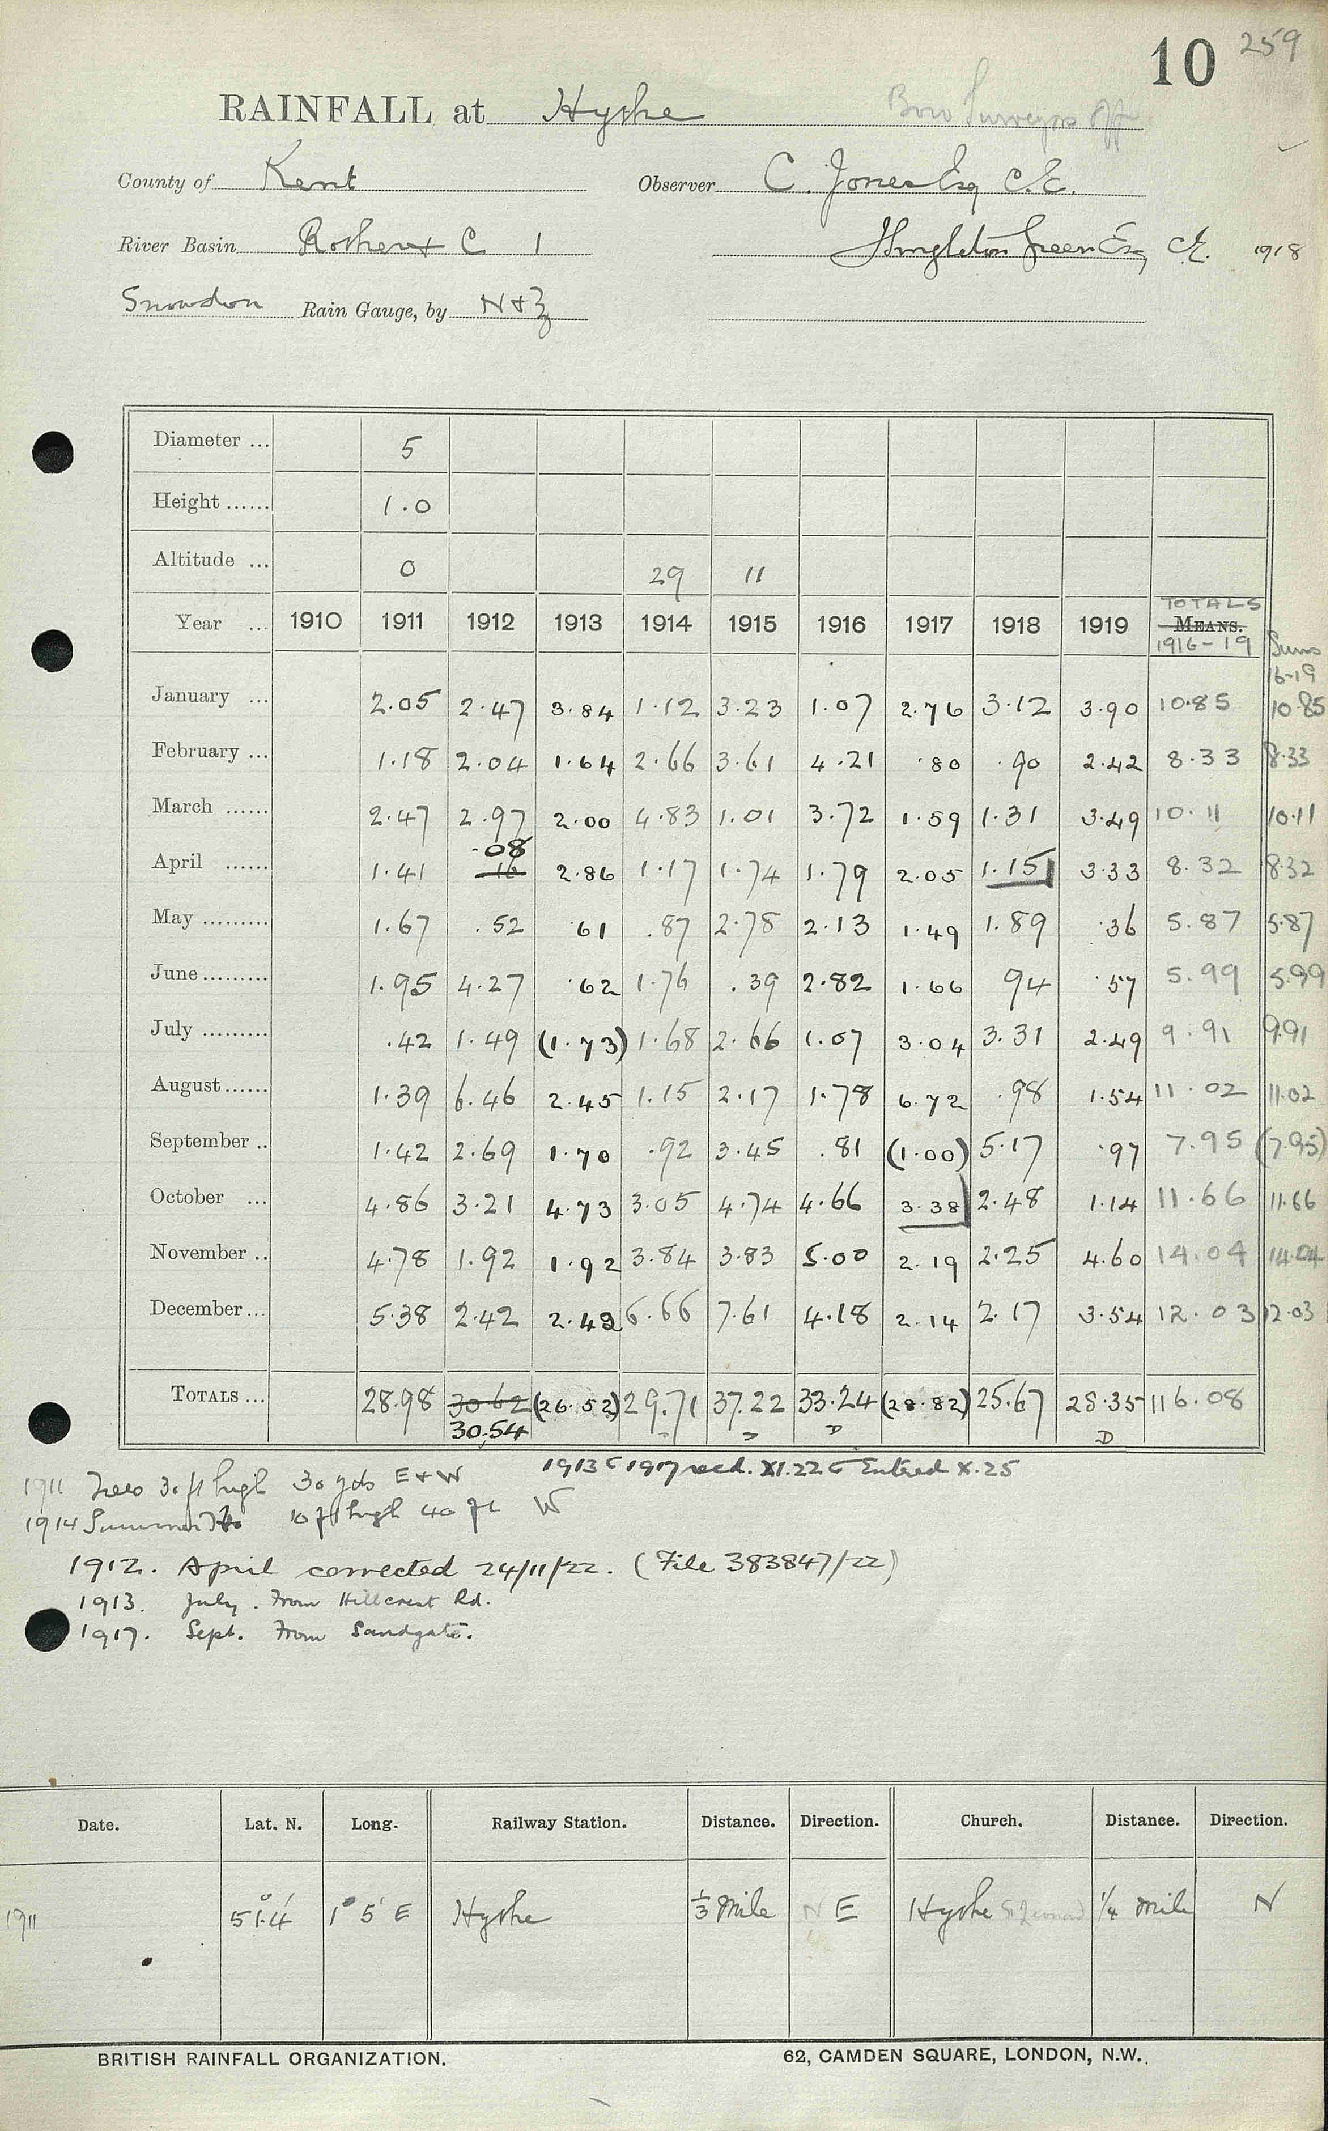 10 259
RAINFALL at Hythe Boro Surveyors Off
County of Kent Observer C. Jones Esq C.E.
River Basin Rother + C 1 Singleton Green Esq C.E. 1918
Snowdon Rain Gauge, by N+Z
Diameter ... 5
Height ...... 1.0
Altitude ... 0 29 11
TOTALS
Year ... 1910 1911 1912 1913 1914 1915 1916 1917 1918 1919 MEANS.
1916-19 Sums
16-19
January ... 2.05 2.47 3.84 1.12 3.23 1.07 2.76 3.12 3.90 10.85 10.85
February ... 1.18 2.04 1.64 2.66 3.61 4.21 .80 .90 2.42 8.33 8.33
March ...... 2.47 2.97 2.00 4.83 1.01 3.72 1.59 1.31 3.49 10.11 10.11
.08
April ...... 1.41 .16 2.86 1.17 1.74 1.79 2.05 1.15 3.33 8.32 8.32
May ......... 1.67 .52 .61 .87 2.78 2.13 1.49 1.89 .36 5.87 5.87
June ......... 1.95 4.27 .62 1.76 .39 2.82 1.66 94 .57 5.99 5.99
July ......... .42 1.49 (1.73) 1.68 2.66 1.07 3.04 3.31 2.49 9.91 9.91
August ...... 1.39 6.46 2.45 1.15 2.17 1.78 6.72 .98 1.54 11.02 11.02
September .. 1.42 2.69 1.70 .92 3.45 .81 (1.00) 5.17 .97 7.95 (7.95)
October ... 4.86 3.21 4.73 3.05 4.74 4.66 3.38 2.48 1.14 11.66 11.66
November .. 4.78 1.92 1.92 3.84 3.83 5.00 2.19 2.25 4.60 14.04 14.04
December ... 5.38 2.42 2.42 6.66 7.61 4.18 2.14 2.17 3.54 12.03 12.03
TOTALS ... 28.98 30.62 (26.52) 29.71 37.22 33.24 (28.82) 25.67 28.35 116.08
30.54 D D
1911 Trees 30 ft high 30 yds E+W 1913 & 1917 recd. XI.22 & Entered X.25
1914 Summer 10 ft high 40 ft W
1912. April corrected 24/11/22. (File 383847/22)
1913. July. From Hillcrest Rd.
1917. Sept. From Sandgate.
Date. Lat. N. Long. Railway Station. Distance. Direction. Church. Distance. Direction.
1911 51°4' 1° 5' E Hythe 1/3 Mile N E Hythe St Leonard 1/4 mile N
BRITISH RAINFALL ORGANIZATION. 62, CAMDEN SQUARE, LONDON, N.W.